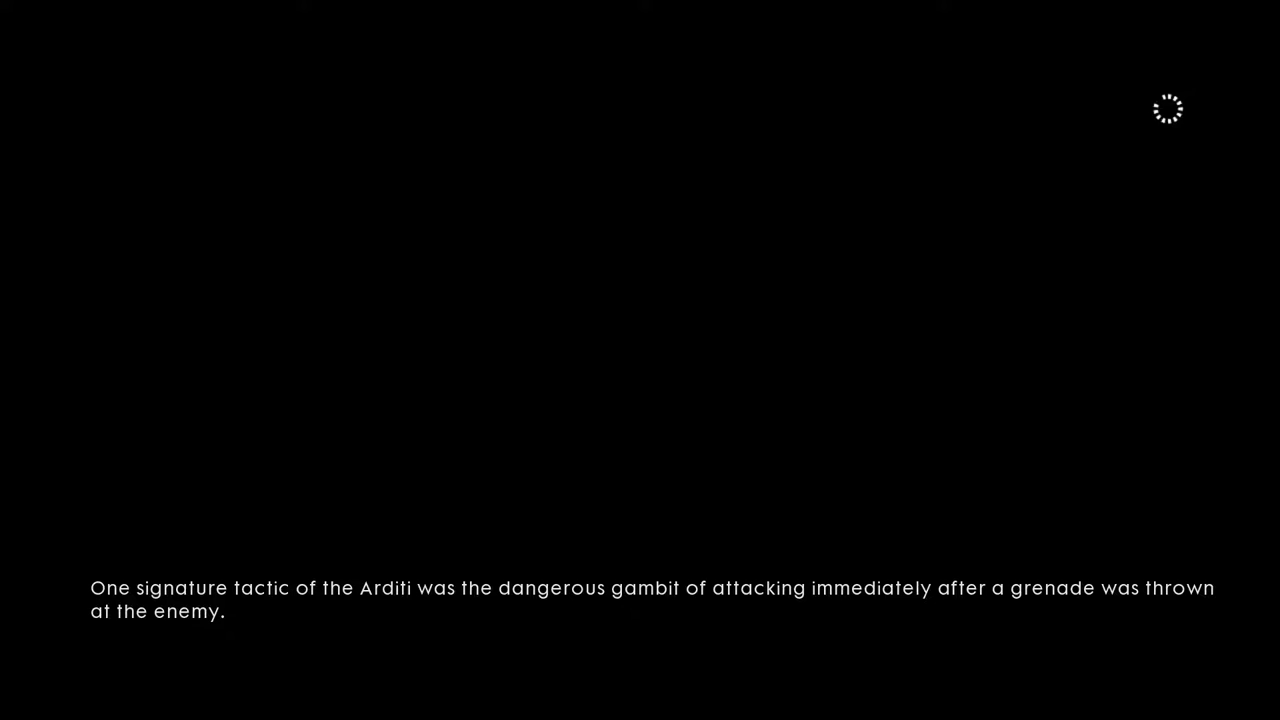 One signature tactic of the Arditi was the dangerous gambit of attacking immediately after a grenade was thrown
at the enemy.